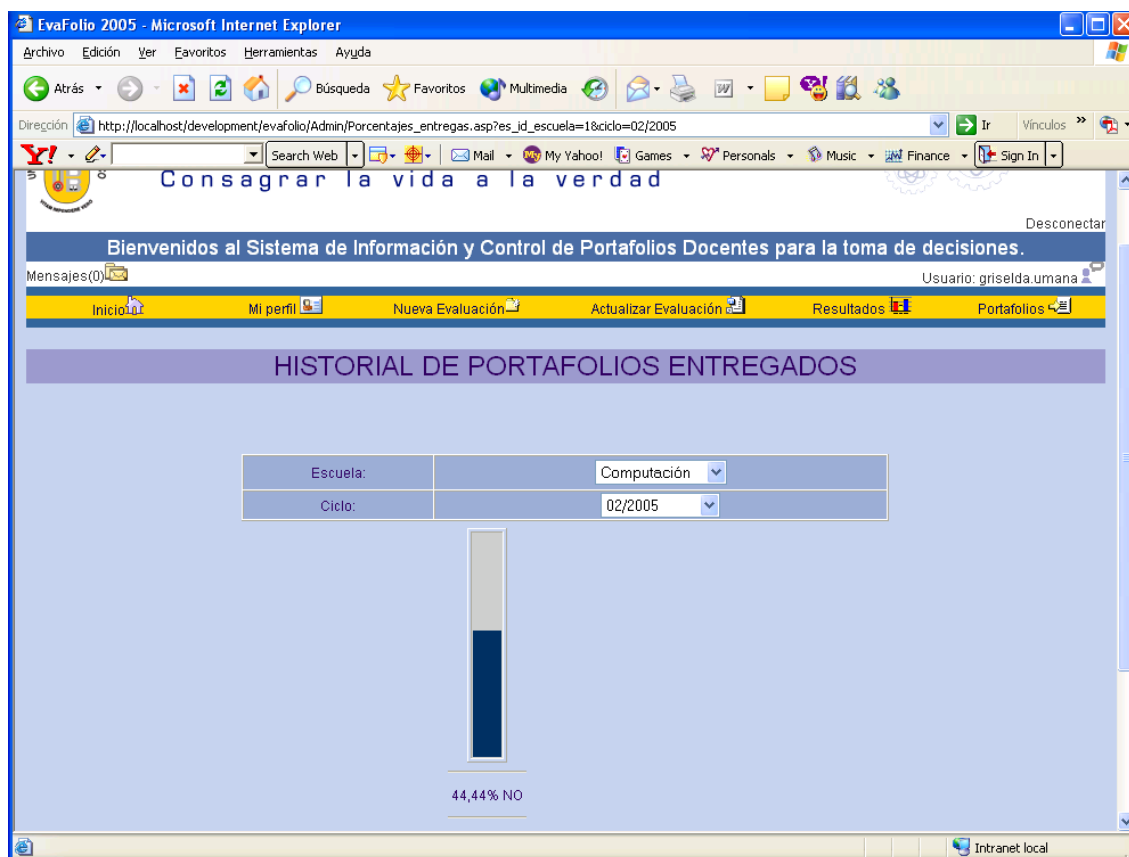 EvaFolio 2005 - Microsoft Internet Explorer
Archivo Edición Ver Favoritos Herramientas Ayuda
Atrás Búsqueda Favoritos Multimedia
Dirección http://localhost/development/evafolio/Admin/Porcentajes_entregas.asp?es_id_escuela=1&ciclo=02/2005 Ir Vínculos »
Y! Search Web Mail My Yahoo! Games Personals Music Finance Sign In
Consagrar la vida a la verdad
Desconectar
Bienvenidos al Sistema de Información y Control de Portafolios Docentes para la toma de decisiones.
Mensajes(0) Usuario: griselda.umana
Inicio Mi perfil Nueva Evaluación Actualizar Evaluación Resultados Portafolios
HISTORIAL DE PORTAFOLIOS ENTREGADOS
Escuela: Computación
Ciclo: 02/2005
44,44% NO
Intranet local